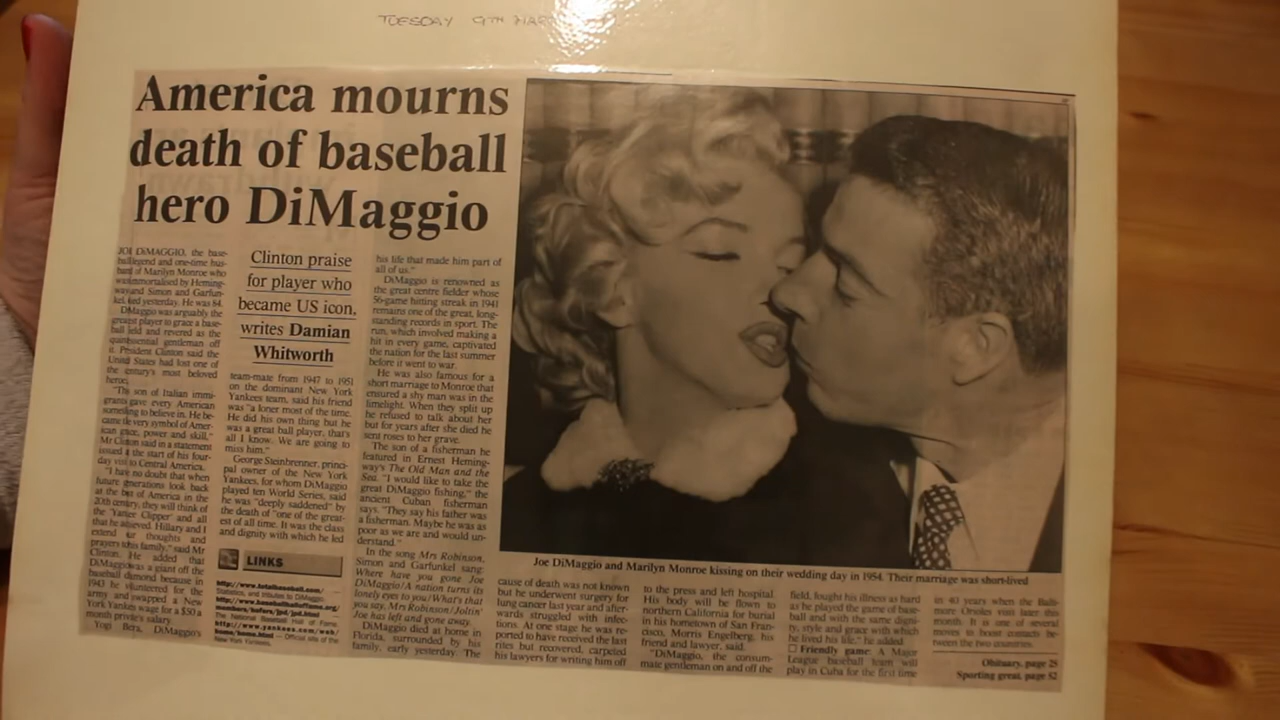 TUESDAY 9TH MAR
America mourns
death of baseball
hero DiMaggio
JOE DiMAGGIO, the base-
ball legend and one-time hus-
band of Marilyn Monroe who
was immortalised by Heming-
way and Simon and Garfun-
kel, died yesterday. He was 84.
DiMaggio was arguably the
greatest player to grace a base-
ball field and revered as the
quintessential gentleman off
it. President Clinton said the
United States had lost one of
the century's most beloved
heroes.
"This son of Italian immi-
grants gave every American
something to believe in. He be-
came the very symbol of Amer-
ican grace, power and skill,"
Mr Clinton said in a statement
issued at the start of his four-
day visit to Central America.
"I have no doubt that when
future generations look back
at the best of America in the
20th century, they will think of
the 'Yankee Clipper' and all
that he achieved. Hillary and I
extend our thoughts and
prayers to his family," said Mr
Clinton. He added that
DiMaggio was a giant off the
baseball diamond because in
1943 he volunteered for the
army and swapped a New
York Yankees wage for a $50 a
month private's salary.
Yogi Berra, DiMaggio's
Clinton praise
for player who
became US icon,
writes Damian
Whitworth
team-mate from 1947 to 1951
on the dominant New York
Yankees team, said his friend
was "a loner most of the time.
He did his own thing but he
was a great ball player, that's
all I know. We are going to
miss him."
George Steinbrenner, princi-
pal owner of the New York
Yankees, for whom DiMaggio
played ten World Series, said
he was "deeply saddened" by
the death of "one of the great-
est of all time. It was the class
and dignity with which he led
LINKS
http://www.totalbaseball.com/
Statistics, and tributes to DiMaggio.
http://www.baseballhalloffame.org/
members/hofers/jpd/jpd.html
— National Baseball Hall of Fame.
http://www.yankees.com/web/
home/home.html — Official site of the
New York Yankees.
his life that made him part of
all of us."
DiMaggio is renowned as
the great centre fielder whose
56-game hitting streak in 1941
remains one of the great, long-
standing records in sport. The
run, which involved making a
hit in every game, captivated
the nation for the last summer
before it went to war.
He was also famous for a
short marriage to Monroe that
ensured a shy man was in the
limelight. When they split up
he refused to talk about her
but for years after she died he
sent roses to her grave.
The son of a fisherman he
featured in Ernest Heming-
way's The Old Man and the
Sea. "I would like to take the
great DiMaggio fishing," the
ancient Cuban fisherman
says. "They say his father was
a fisherman. Maybe he was as
poor as we are and would un-
derstand."
In the song Mrs Robinson,
Simon and Garfunkel sang:
Where have you gone Joe
DiMaggio/A nation turns its
lonely eyes to you/What's that
you say, Mrs Robinson/Joltin'
Joe has left and gone away.
DiMaggio died at home in
Florida, surrounded by his
family, early yesterday. The
Joe DiMaggio and Marilyn Monroe kissing on their wedding day in 1954. Their marriage was short-lived
cause of death was not known
but he underwent surgery for
lung cancer last year and after-
wards struggled with infec-
tions. At one stage he was re-
ported to have received the last
rites but recovered, carpeted
his lawyers for writing him off
to the press and left hospital.
His body will be flown to
northern California for burial
in his hometown of San Fran-
cisco, Morris Engelberg, his
friend and lawyer, said.
"DiMaggio, the consum-
mate gentleman on and off the
field, fought his illness as hard
as he played the game of base-
ball and with the same digni-
ty, style and grace with which
he lived his life," he added.
☐ Friendly game: A Major
League baseball team will
play in Cuba for the first time
in 40 years when the Balti-
more Orioles visit later this
month. It is one of several
moves to boost contacts be-
tween the two countries.
Obituary, page 25
Sporting great, page 52